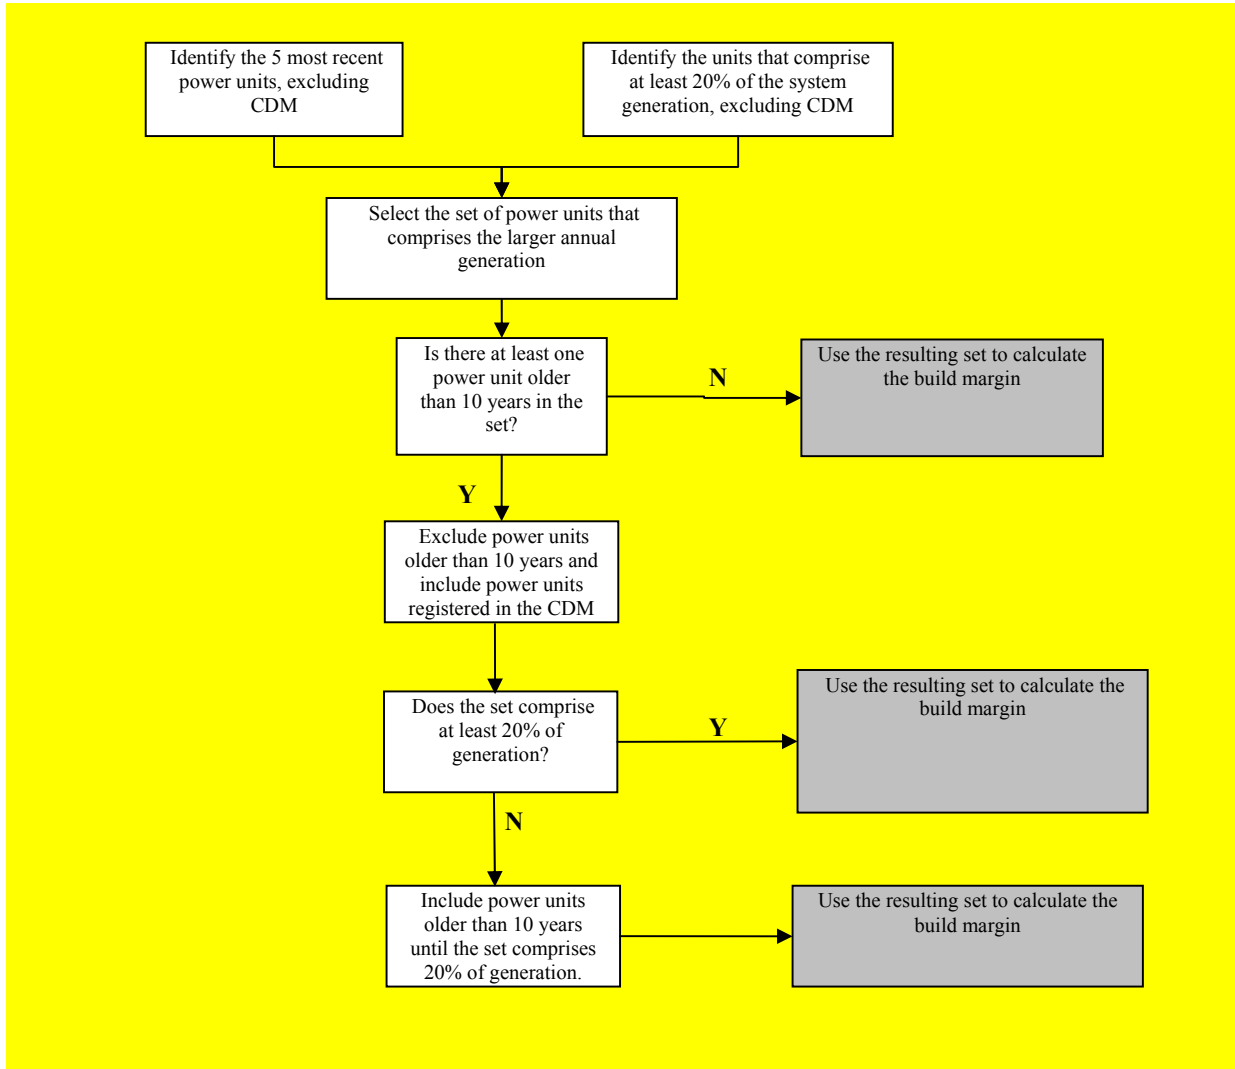 Identify the 5 most recent
power units, excluding
CDM
Identify the units that comprise
at least 20% of the system
generation, excluding CDM
Select the set of power units that
comprises the larger annual
generation
Is there at least one
power unit older
than 10 years in the
set?
N
Use the resulting set to calculate
the build margin
Y
Exclude power units
older than 10 years and
include power units
registered in the CDM
Does the set comprise
at least 20% of
generation?
Y
Use the resulting set to calculate the
build margin
N
Include power units
older than 10 years
until the set comprises
20% of generation.
Use the resulting set to calculate the
build margin